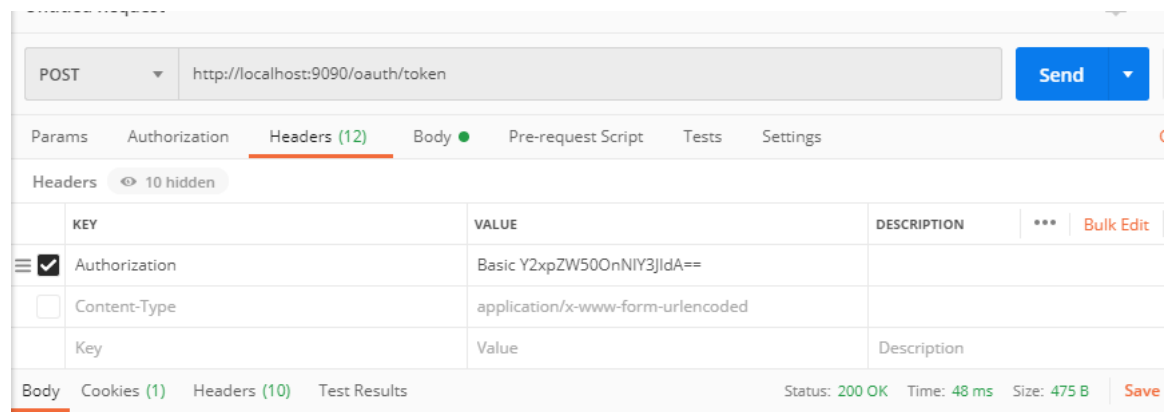 POST http://localhost:9090/oauth/token Send
Params Authorization Headers (12) Body Pre-request Script Tests Settings
Headers 10 hidden
KEY VALUE DESCRIPTION ••• Bulk Edit
Authorization Basic Y2xpZW50OnNlY3JldA==
Content-Type application/x-www-form-urlencoded
Key Value Description
Body Cookies (1) Headers (10) Test Results Status: 200 OK Time: 48 ms Size: 475 B Save